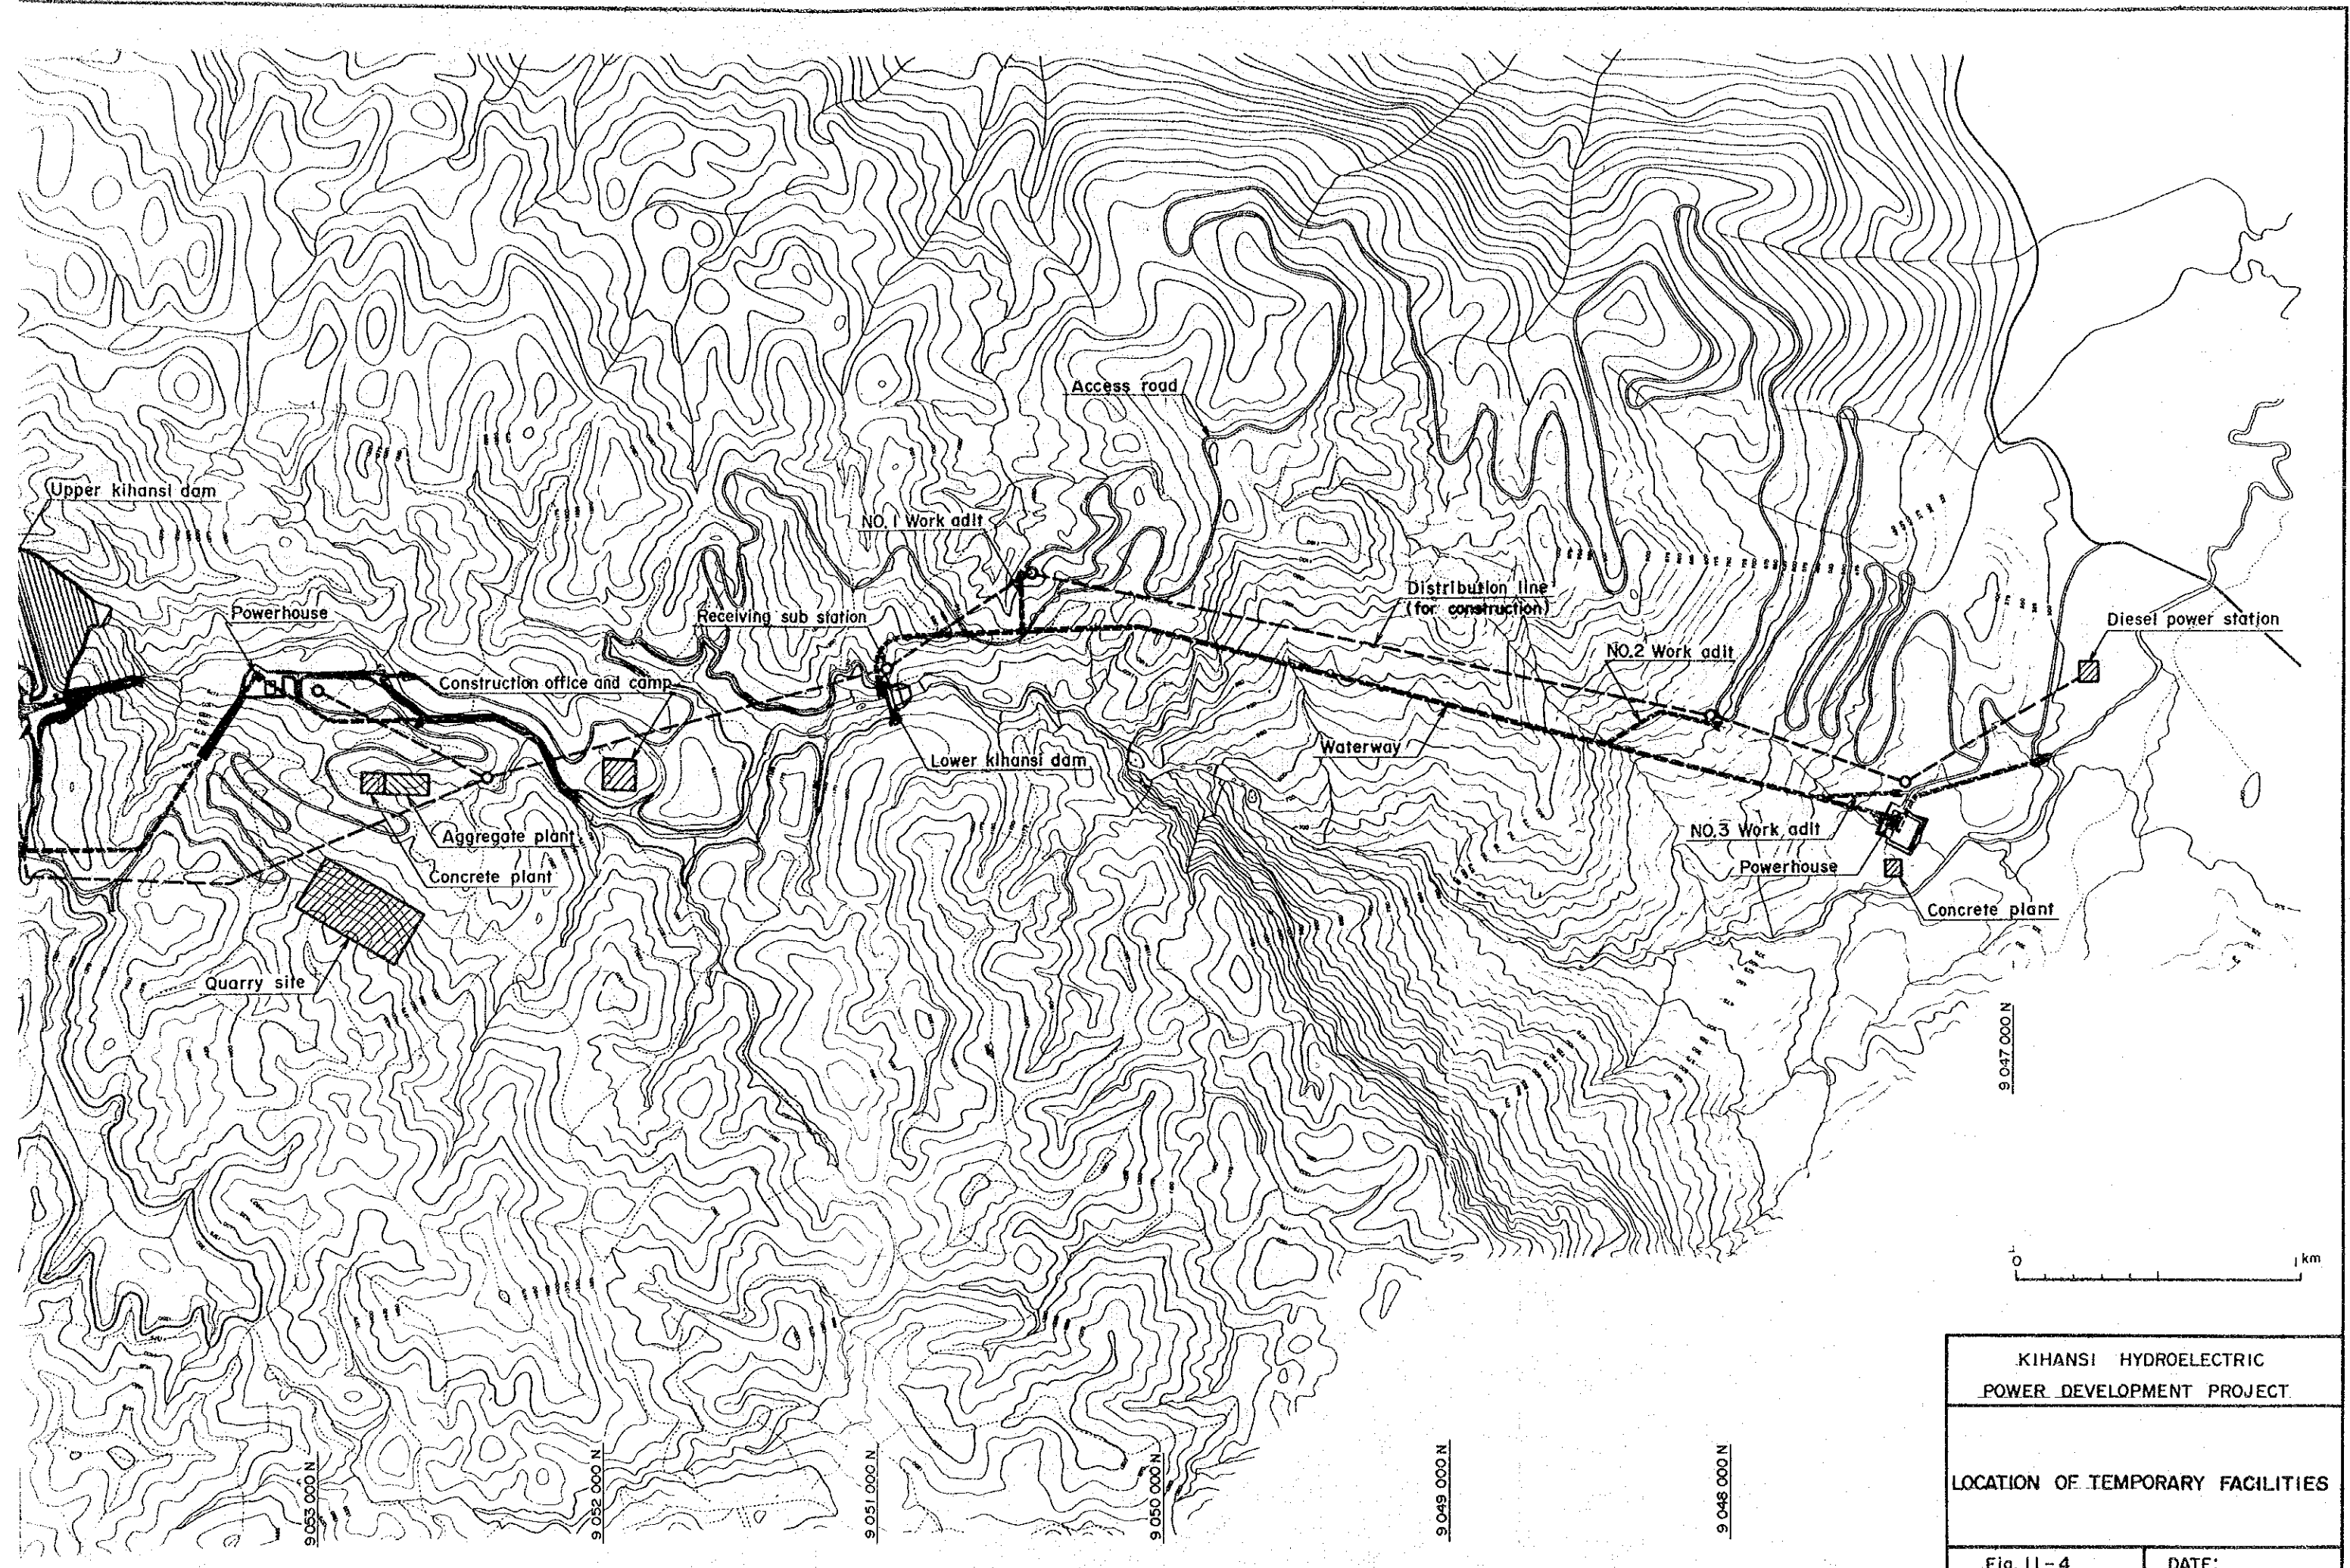 Access road
Upper kihansi dam
NO. 1 Work adit
Distribution line
(for construction)
Powerhouse
Receiving sub station
Diesel power station
NO.2 Work adit
Construction office and camp
Waterway
Lower kihansi dam
Aggregate plant
NO.3 Work adit
Concrete plant
Powerhouse
Concrete plant
Quarry site
9 047 000 N
0
1 km
9 053 000 N
9 052 000 N
9 051 000 N
9 050 000 N
9 049 000 N
9 048 000 N
KIHANSI HYDROELECTRIC
POWER DEVELOPMENT PROJECT
LOCATION OF TEMPORARY FACILITIES
Fig. 11-4
DATE: